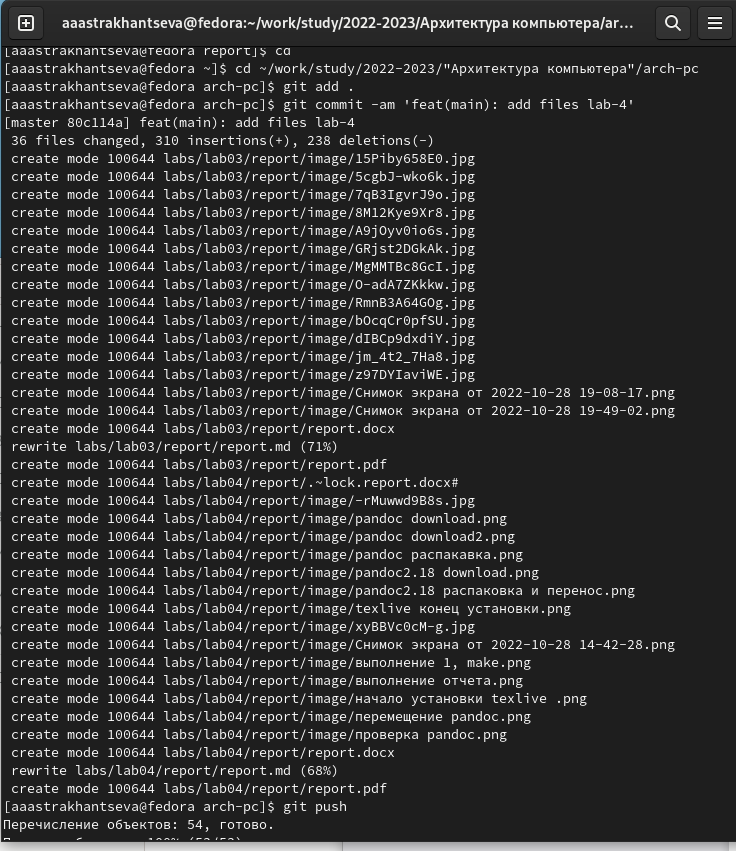 aaastrakhantseva@fedora:~/work/study/2022-2023/Архитектура компьютера/ar...
[aaastrakhantseva@fedora report]$ cd
[aaastrakhantseva@fedora ~]$ cd ~/work/study/2022-2023/"Архитектура компьютера"/arch-pc
[aaastrakhantseva@fedora arch-pc]$ git add .
[aaastrakhantseva@fedora arch-pc]$ git commit -am 'feat(main): add files lab-4'
[master 80c114a] feat(main): add files lab-4
36 files changed, 310 insertions(+), 238 deletions(-)
create mode 100644 labs/lab03/report/image/15Piby658E0.jpg
create mode 100644 labs/lab03/report/image/5cgbJ-wko6k.jpg
create mode 100644 labs/lab03/report/image/7qB3IgvrJ9o.jpg
create mode 100644 labs/lab03/report/image/8M12Kye9Xr8.jpg
create mode 100644 labs/lab03/report/image/A9jOyv0io6s.jpg
create mode 100644 labs/lab03/report/image/GRjst2DGkAk.jpg
create mode 100644 labs/lab03/report/image/MgMMTBc8GcI.jpg
create mode 100644 labs/lab03/report/image/O-adA7ZKkkw.jpg
create mode 100644 labs/lab03/report/image/RmnB3A64GOg.jpg
create mode 100644 labs/lab03/report/image/bOcqCr0pfSU.jpg
create mode 100644 labs/lab03/report/image/dIBCp9dxdiY.jpg
create mode 100644 labs/lab03/report/image/jm_4t2_7Ha8.jpg
create mode 100644 labs/lab03/report/image/z97DYIaviWE.jpg
create mode 100644 labs/lab03/report/image/Снимок экрана от 2022-10-28 19-08-17.png
create mode 100644 labs/lab03/report/image/Снимок экрана от 2022-10-28 19-49-02.png
create mode 100644 labs/lab03/report/report.docx
rewrite labs/lab03/report/report.md (71%)
create mode 100644 labs/lab03/report/report.pdf
create mode 100644 labs/lab04/report/.~lock.report.docx#
create mode 100644 labs/lab04/report/image/-rMuwwd9B8s.jpg
create mode 100644 labs/lab04/report/image/pandoc download.png
create mode 100644 labs/lab04/report/image/pandoc download2.png
create mode 100644 labs/lab04/report/image/pandoc распакавка.png
create mode 100644 labs/lab04/report/image/pandoc2.18 download.png
create mode 100644 labs/lab04/report/image/pandoc2.18 распаковка и перенос.png
create mode 100644 labs/lab04/report/image/texlive конец установки.png
create mode 100644 labs/lab04/report/image/xyBBVc0cM-g.jpg
create mode 100644 labs/lab04/report/image/Снимок экрана от 2022-10-28 14-42-28.png
create mode 100644 labs/lab04/report/image/выполнение 1, make.png
create mode 100644 labs/lab04/report/image/выполнение отчета.png
create mode 100644 labs/lab04/report/image/начало установки texlive .png
create mode 100644 labs/lab04/report/image/перемещение pandoc.png
create mode 100644 labs/lab04/report/image/проверка pandoc.png
create mode 100644 labs/lab04/report/report.docx
rewrite labs/lab04/report/report.md (68%)
create mode 100644 labs/lab04/report/report.pdf
[aaastrakhantseva@fedora arch-pc]$ git push
Перечисление объектов: 54, готово.